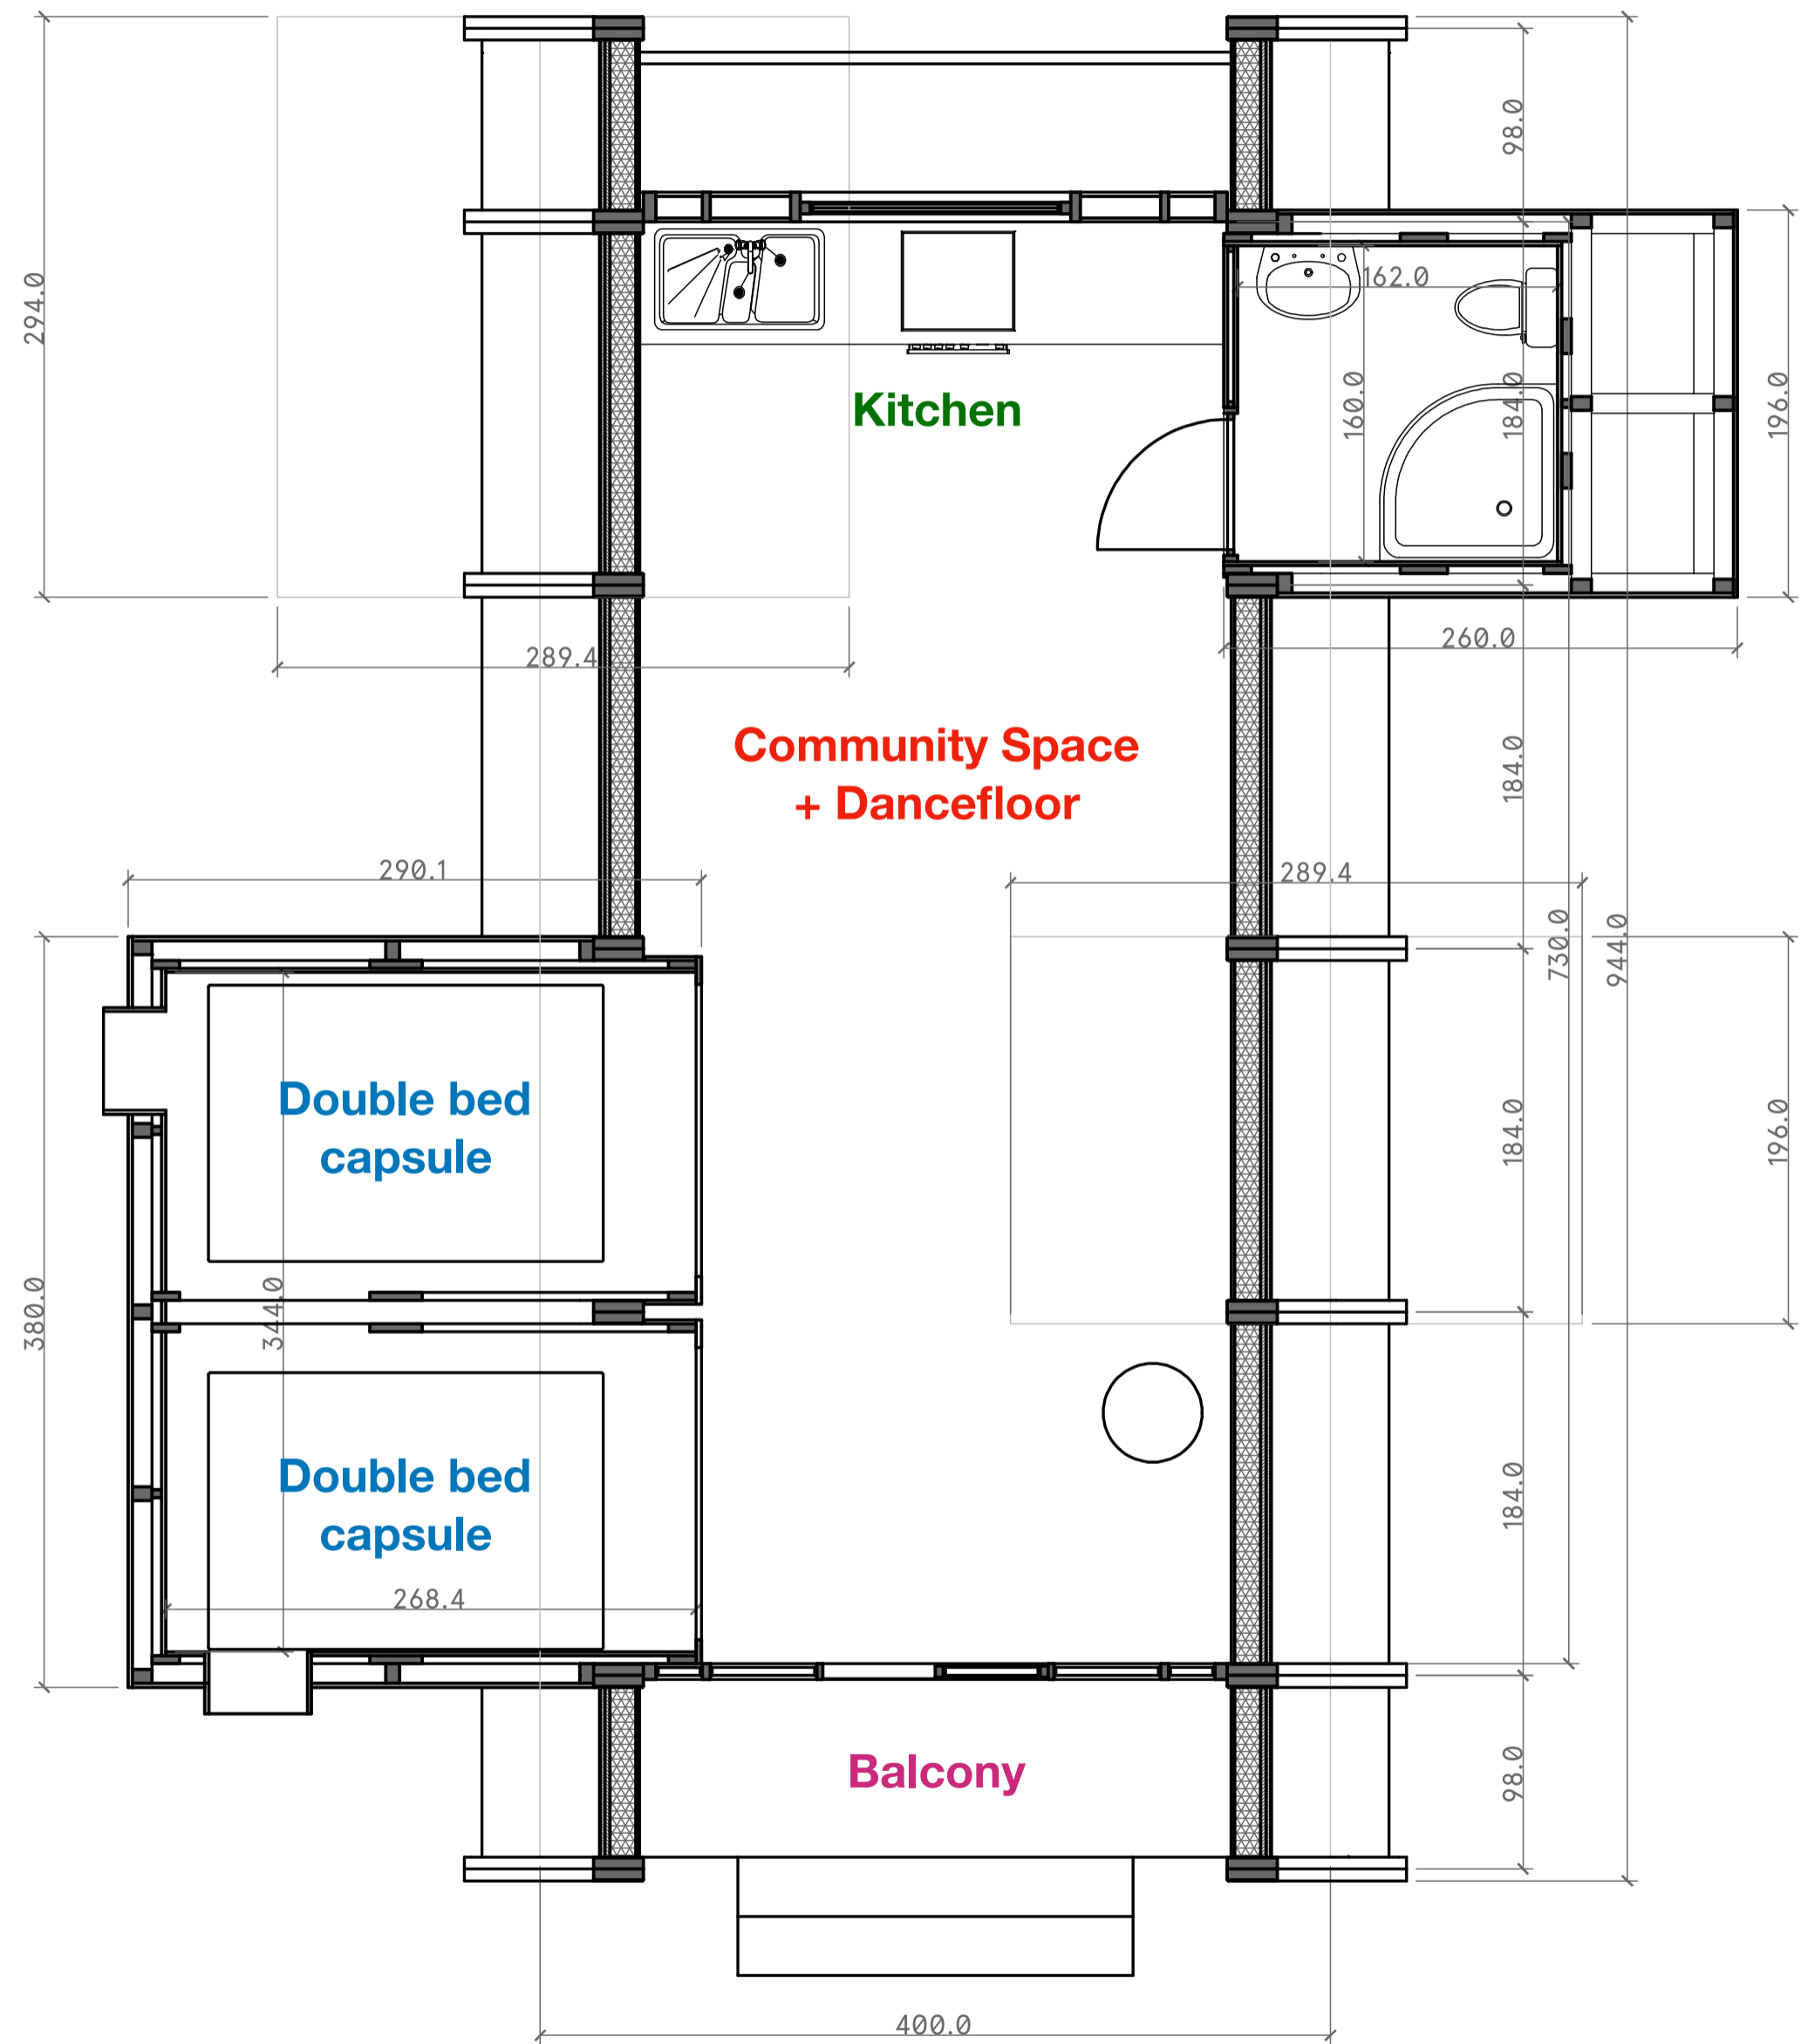 98.0
294.0
162.0
160.0
184.0
196.0
Kitchen
260.0
289.4
Community Space
+ Dancefloor
184.0
290.1
289.4
730.0
944.0
Double bed
capsule
184.0
196.0
380.0
344.0
Double bed
capsule
184.0
268.4
Balcony
98.0
400.0